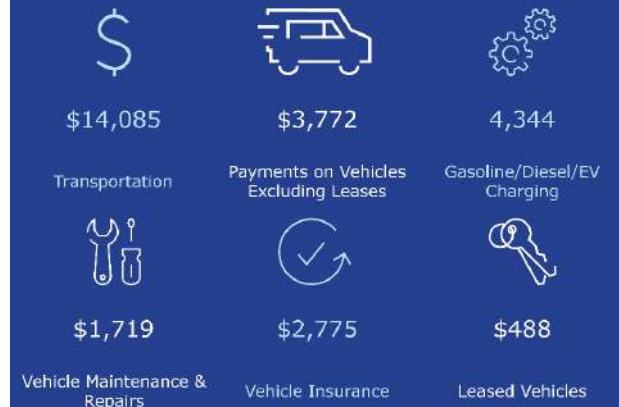 $14,085
$3,772
4,344
Transportation
Payments on Vehicles
Excluding Leases
Gasoline/Diesel/EV
Charging
$1,719
$2,775
$488
Vehicle Maintenance &
Repairs
Vehicle Insurance
Leased Vehicles